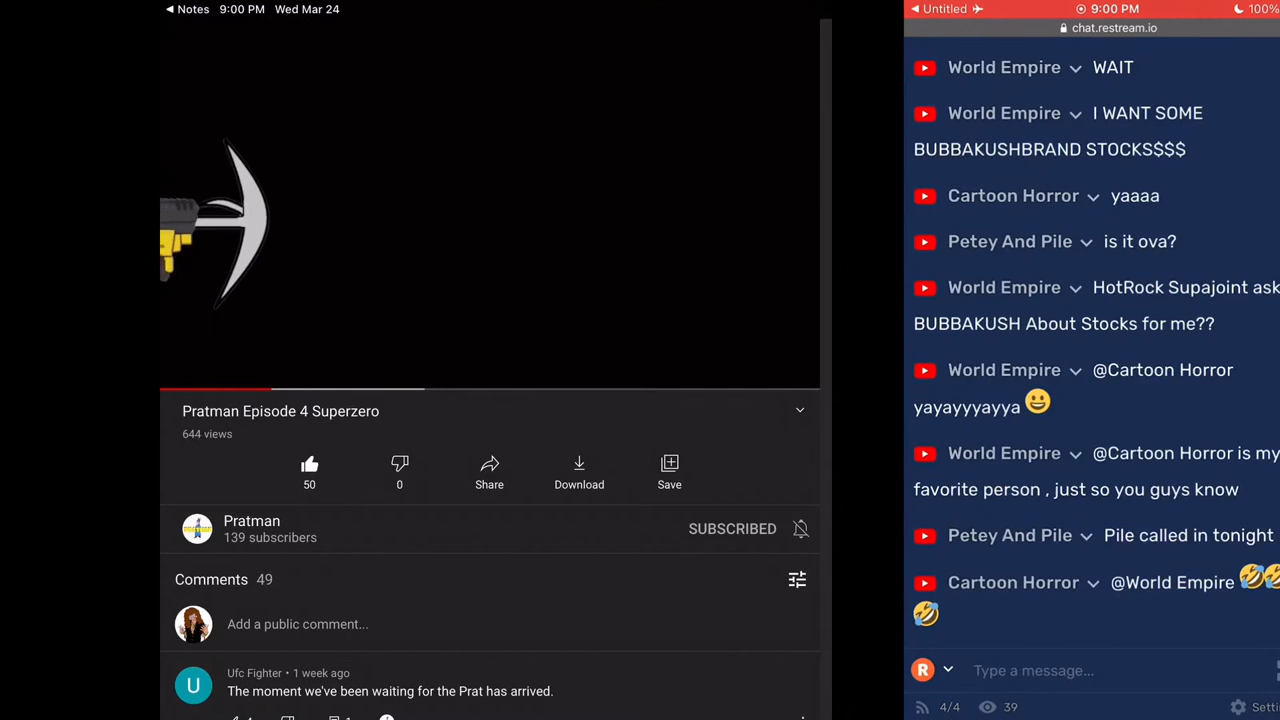 Notes 9:00 PM Wed Mar 24
Pratman Episode 4 Superzero
644 views
50
0
Share
Download
Save
Pratman
139 subscribers
SUBSCRIBED
Comments 49
Add a public comment...
U
Ufc Fighter • 1 week ago
The moment we've been waiting for the Prat has arrived.
Untitled 9:00 PM 100%
chat.restream.io
World Empire WAIT
World Empire I WANT SOME
BUBBAKUSHBRAND STOCKS$$$
Cartoon Horror yaaaa
Petey And Pile is it ova?
World Empire HotRock Supajoint ask
BUBBAKUSH About Stocks for me??
World Empire @Cartoon Horror
yayayyyayya 😀
World Empire @Cartoon Horror is my
favorite person , just so you guys know
Petey And Pile Pile called in tonight
Cartoon Horror @World Empire 🤣🤣
🤣
R
Type a message...
4/4 39